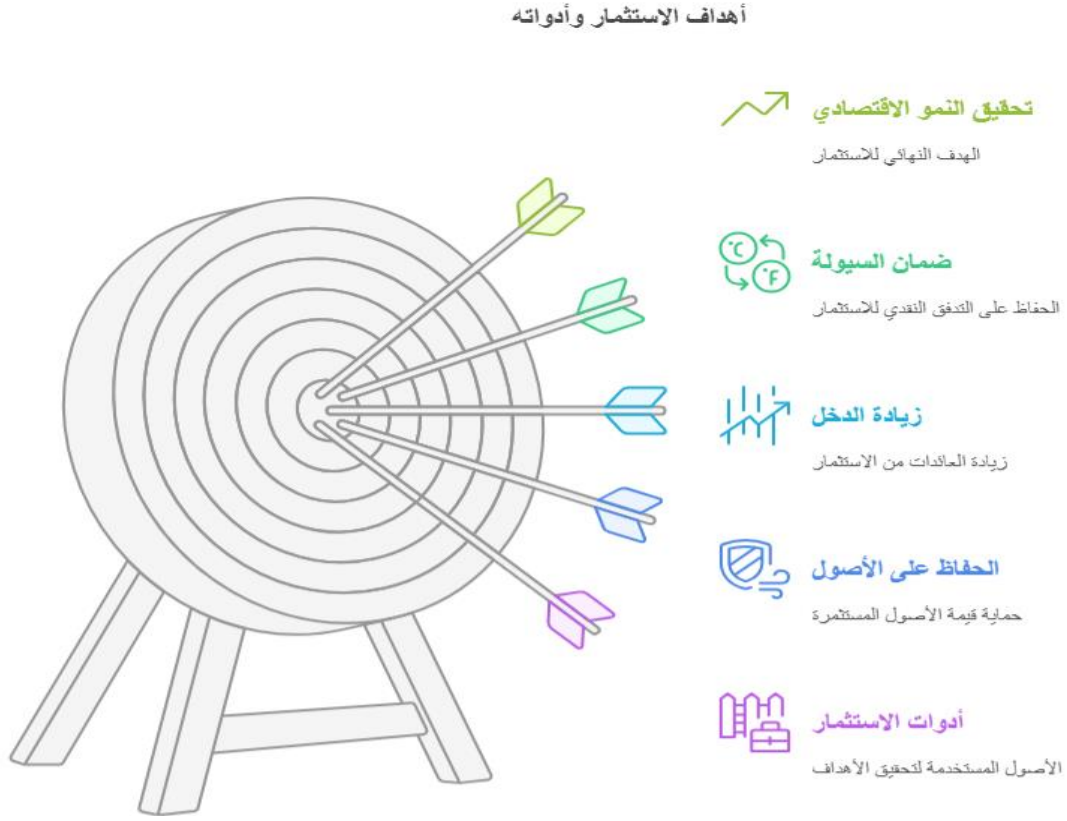 أهداف الاستثمار وأدواته
تحقيق النمو الاقتصادي
الهدف النهائي للاستثمار
°C
°F
ضمان السيولة
الحفاظ على التدفق النقدي للاستثمار
زيادة الدخل
زيادة العائدات من الاستثمار
الحفاظ على الأصول
حماية قيمة الأصول المستثمرة
أدوات الاستثمار
الأصول المستخدمة لتحقيق الأهداف